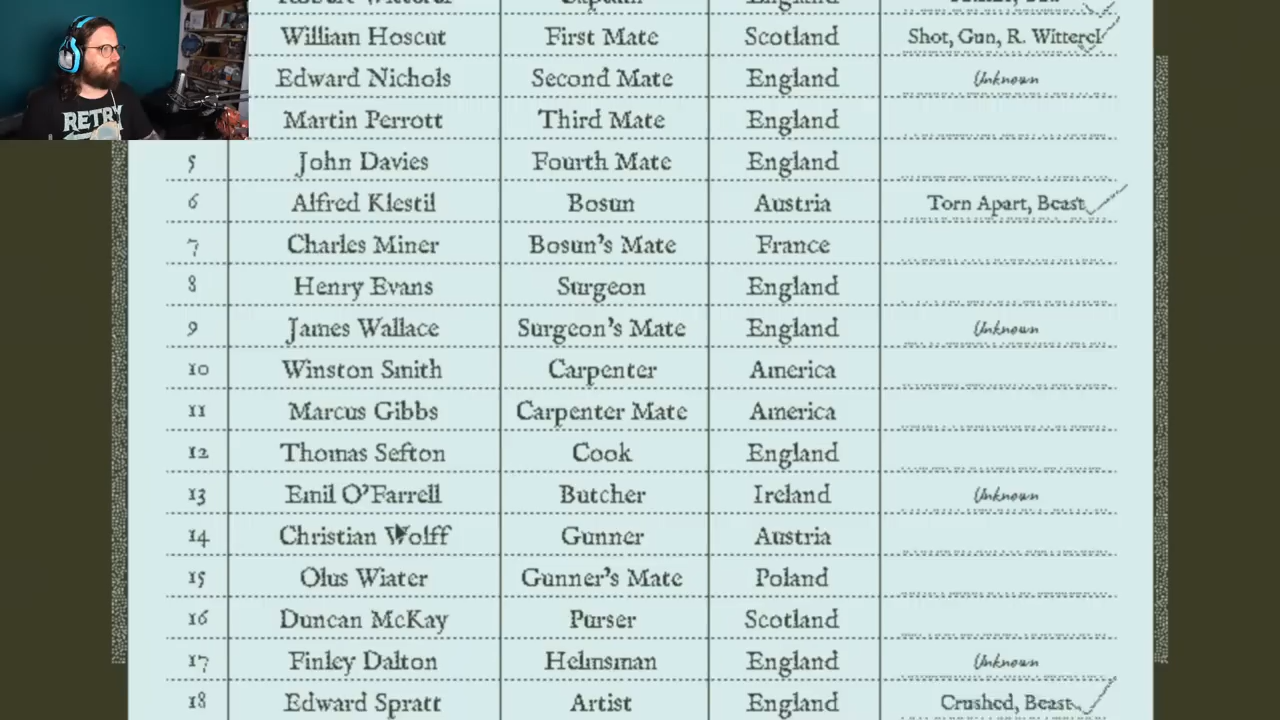 William Hoscut First Mate Scotland Shot, Gun, R. Witterel
Edward Nichols Second Mate England Unknown
RETRY
Martin Perrott Third Mate England
5 John Davies Fourth Mate England
6 Alfred Klestil Bosun Austria Torn Apart, Beast
7 Charles Miner Bosun's Mate France
8 Henry Evans Surgeon England
9 James Wallace Surgeon's Mate England Unknown
10 Winston Smith Carpenter America
11 Marcus Gibbs Carpenter Mate America
12 Thomas Sefton Cook England
13 Emil O'Farrell Butcher Ireland Unknown
14 Christian Wolff Gunner Austria
15 Olus Wiater Gunner's Mate Poland
16 Duncan McKay Purser Scotland
17 Finley Dalton Helmsman England Unknown
18 Edward Spratt Artist England Crushed, Beast